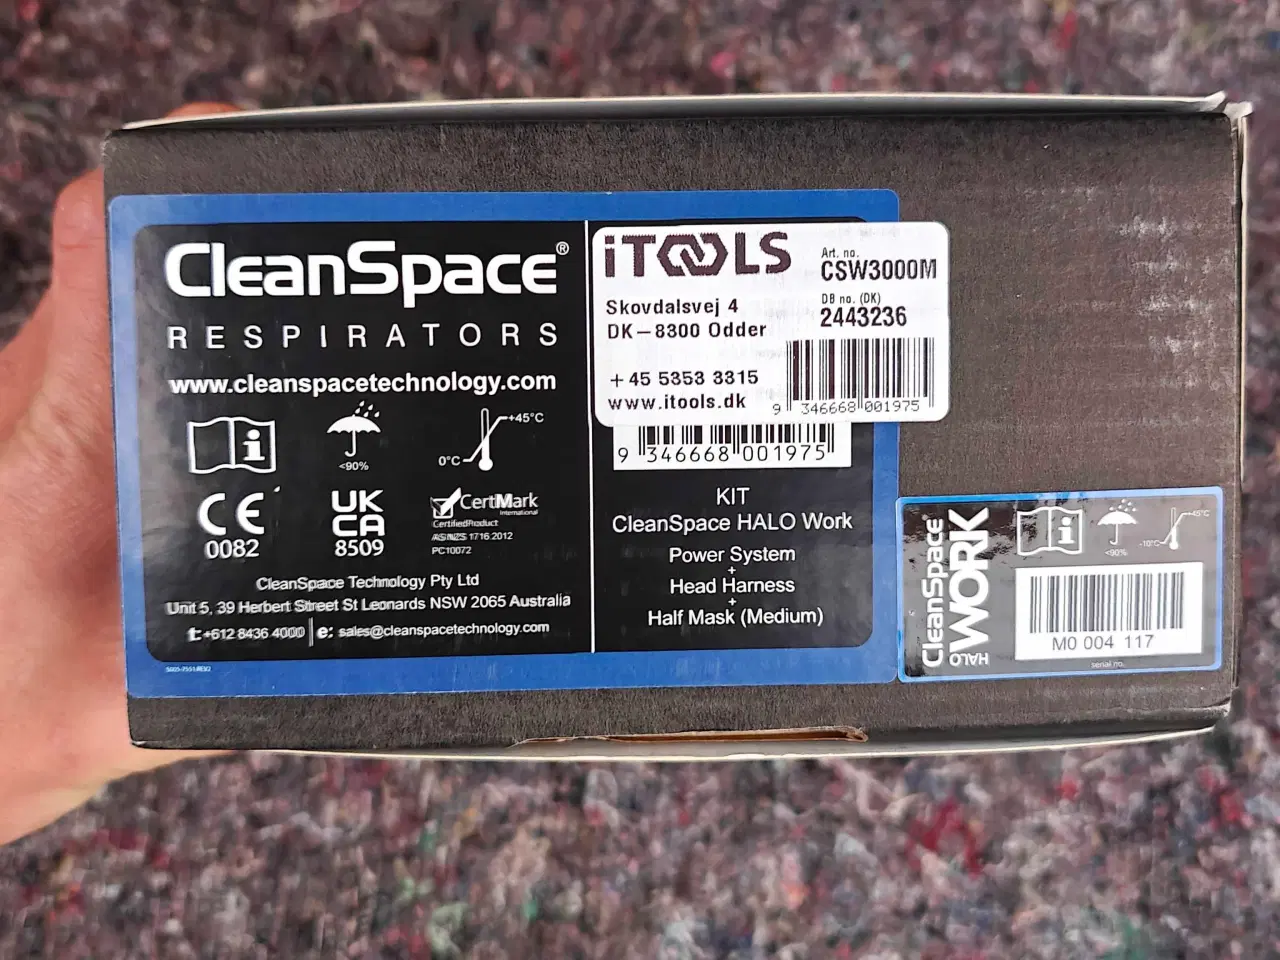 CleanSpace®
RESPIRATORS
www.cleanspacetechnology.com
<90%
0°C
+45°C
CE
0082
UK
CA
8509
CertMark
International
Certified Product
AS/NZS 1716:2012
PC10072
CleanSpace Technology Pty Ltd
Unit 5, 39 Herbert Street St Leonards NSW 2065 Australia
t: +612 8436 4000 | e: sales@cleanspacetechnology.com
iTOOLS
Skovdalsvej 4
DK-8300 Odder
+45 5353 3315
www.itools.dk
Art. no.
CSW3000M
DB no. (DK)
2443236
9 346668 001975
9 346668 001975
KIT
CleanSpace HALO Work
Power System
+
Head Harness
+
Half Mask (Medium)
CleanSpace
HALO WORK
<90%
-10°C
+45°C
M0 004 117
serial no.